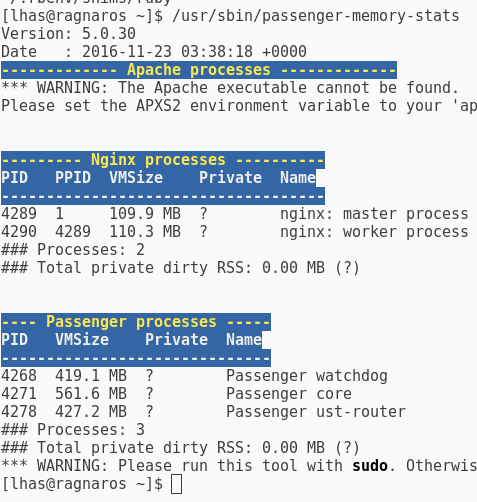 [lhas@ragnaros ~]$ /usr/sbin/passenger-memory-stats
Version: 5.0.30
Date   : 2016-11-23 03:38:18 +0000
------------- Apache processes -------------
*** WARNING: The Apache executable cannot be found.
Please set the APXS2 environment variable to your 'ap
--------- Nginx processes ----------
PID   PPID  VMSize    Private  Name
------------------------------------
4289  1     109.9 MB  ?        nginx: master process
4290  4289  110.3 MB  ?        nginx: worker process
### Processes: 2
### Total private dirty RSS: 0.00 MB (?)
---- Passenger processes -----
PID   VMSize    Private  Name
------------------------------
4268  419.1 MB  ?        Passenger watchdog
4271  561.6 MB  ?        Passenger core
4278  427.2 MB  ?        Passenger ust-router
### Processes: 3
### Total private dirty RSS: 0.00 MB (?)
*** WARNING: Please run this tool with sudo. Otherwis
[lhas@ragnaros ~]$